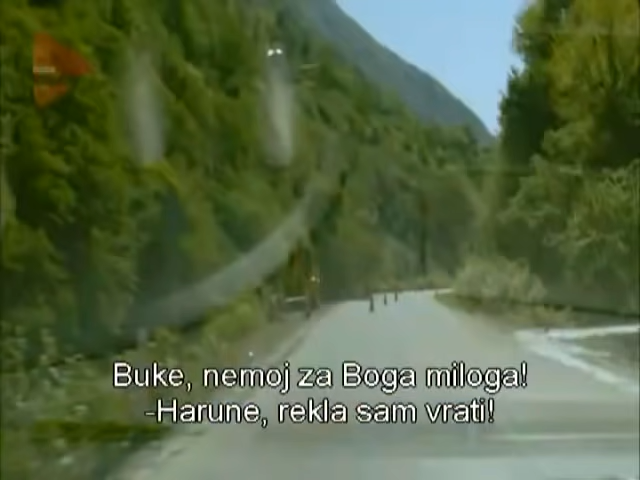 Buke, nemoj za Boga miloga!
-Harune, rekla sam vrati!